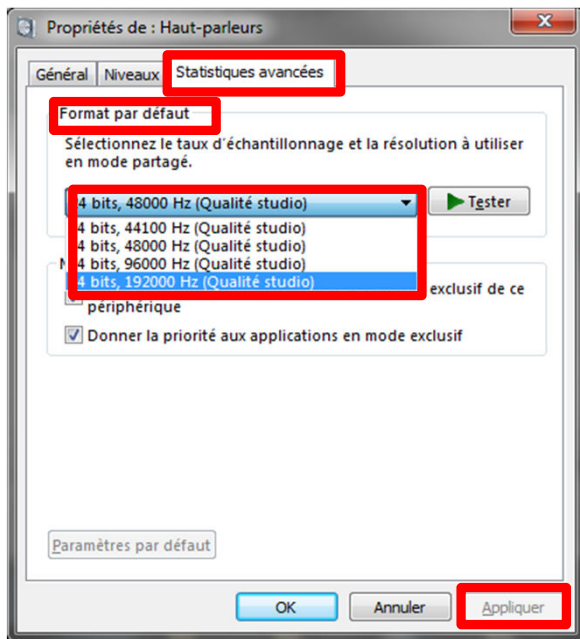 Propriétés de : Haut-parleurs
Général Niveaux Statistiques avancées
Format par défaut
Sélectionnez le taux d'échantillonnage et la résolution à utiliser
en mode partagé.
4 bits, 48000 Hz (Qualité studio) Tester
4 bits, 44100 Hz (Qualité studio)
4 bits, 48000 Hz (Qualité studio)
4 bits, 96000 Hz (Qualité studio)
4 bits, 192000 Hz (Qualité studio)
exclusif de ce
périphérique
Donner la priorité aux applications en mode exclusif
Paramètres par défaut
OK Annuler Appliquer